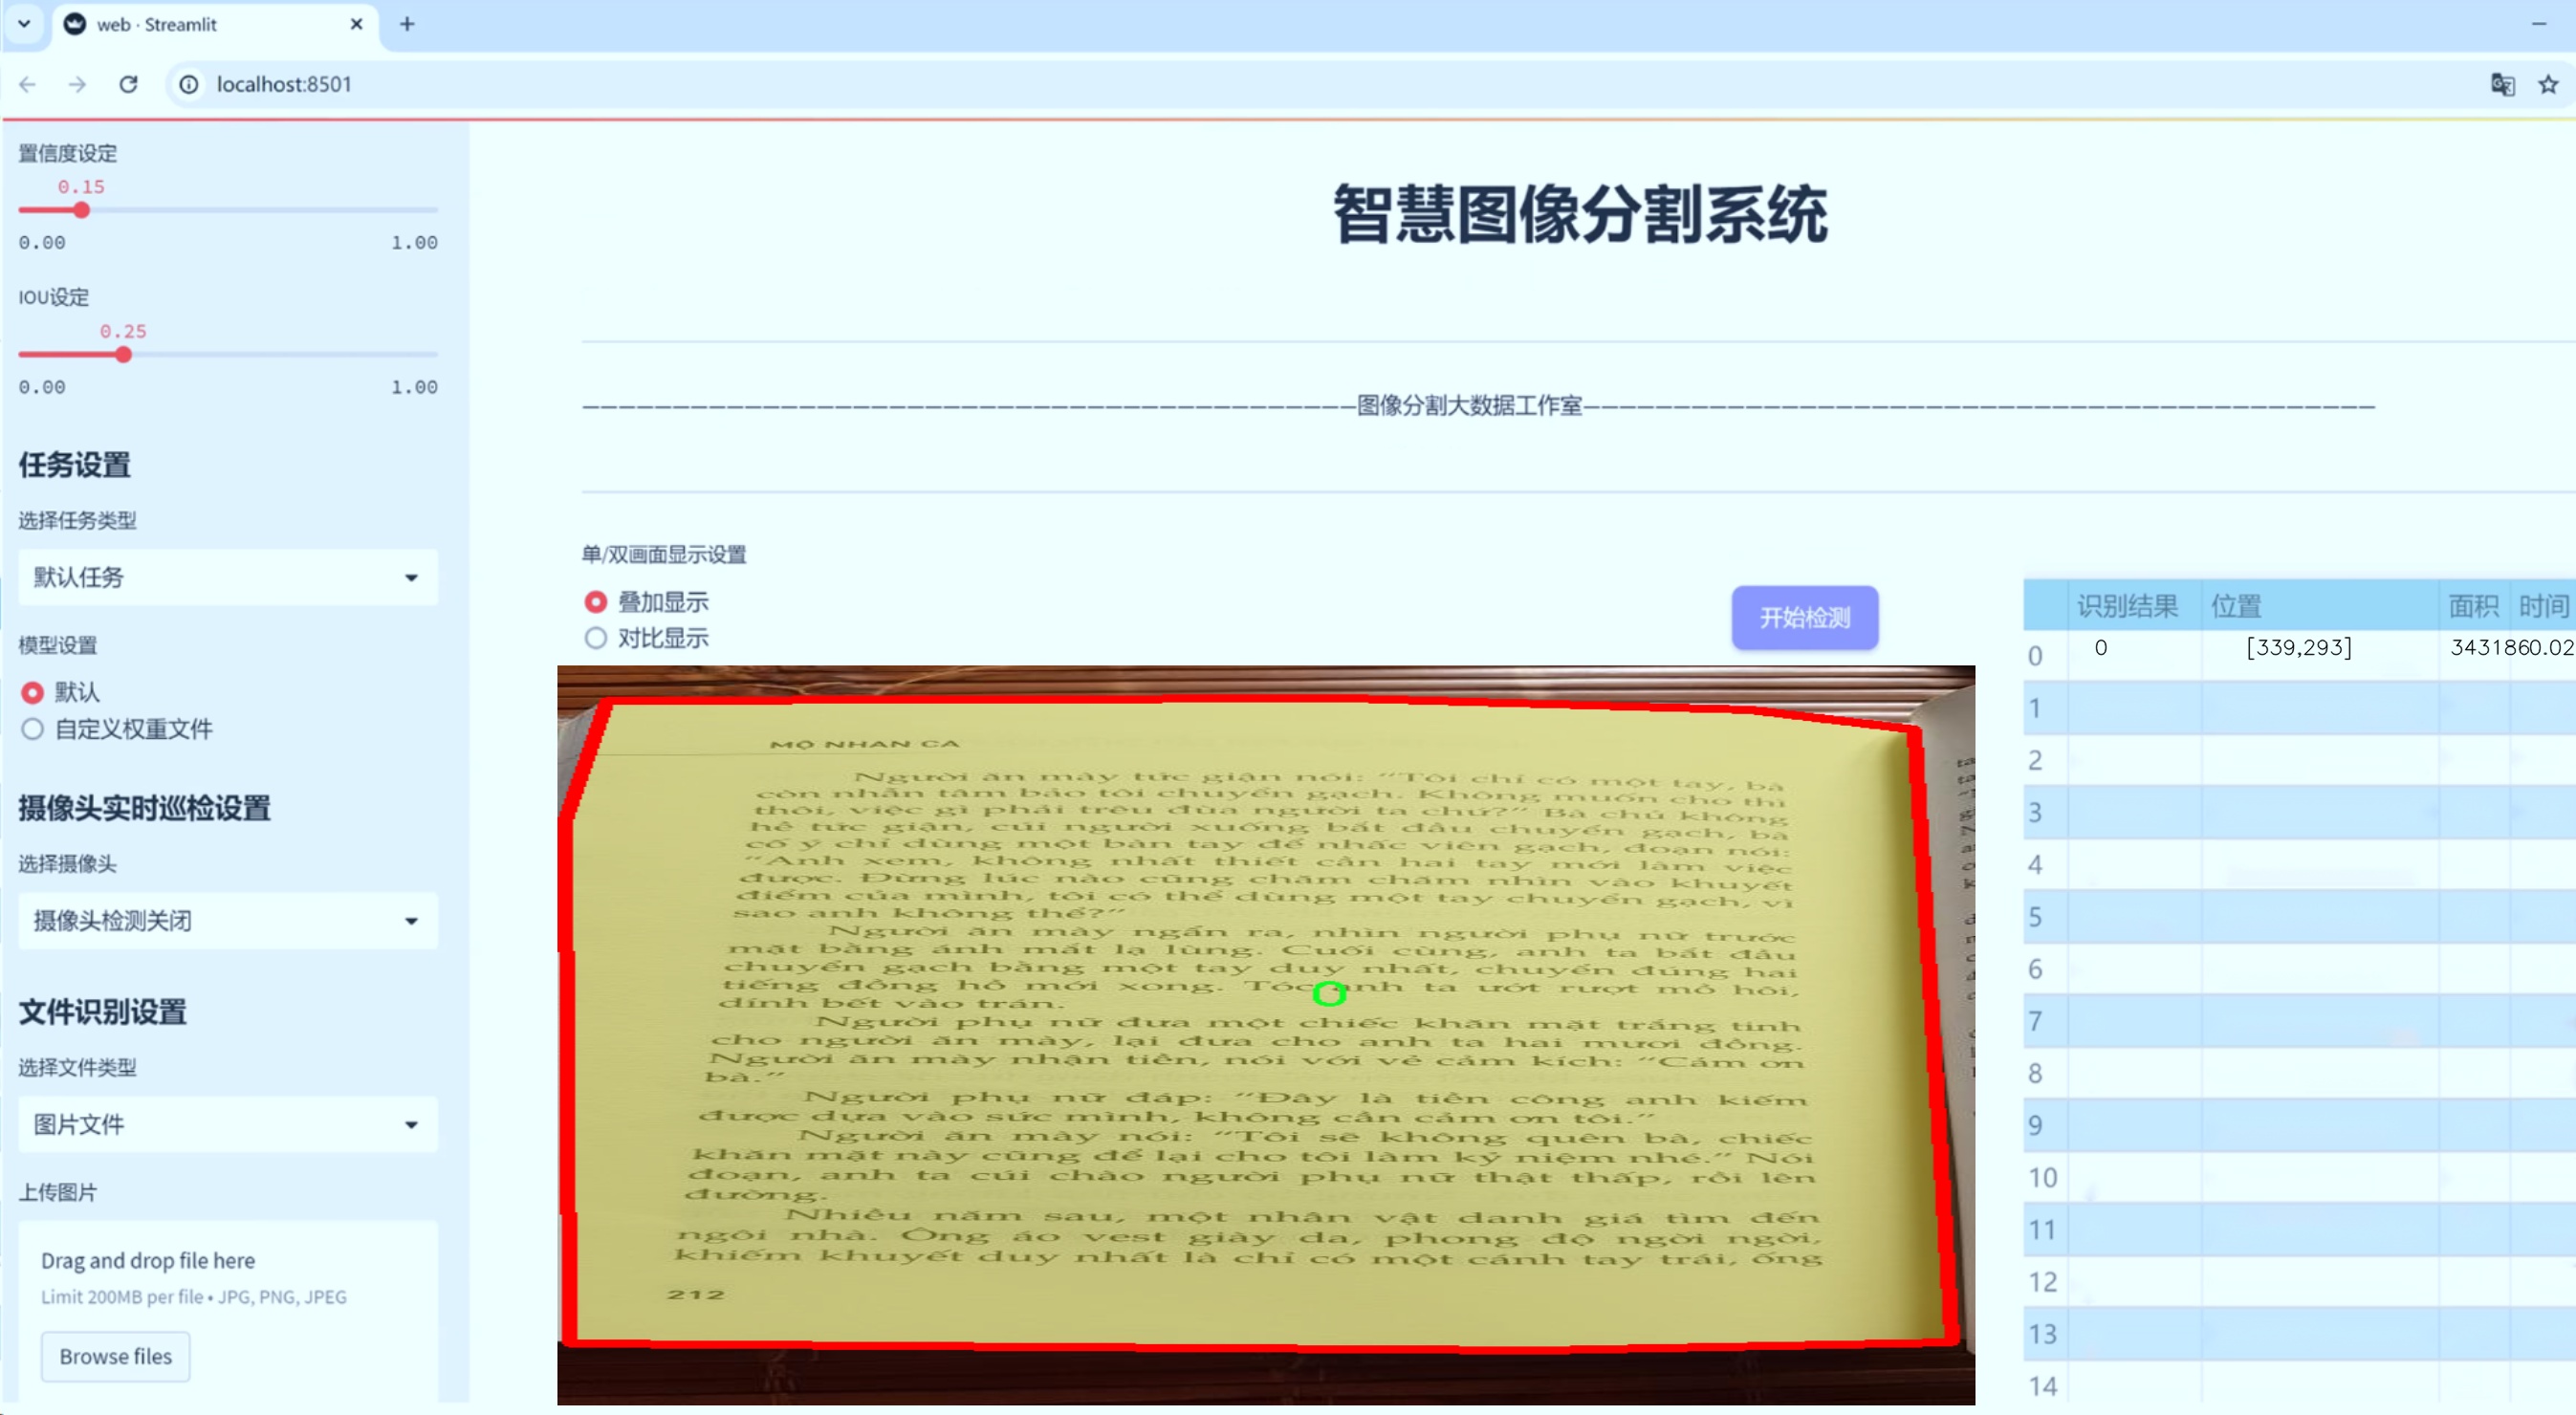 web · Streamlit
localhost:8501
置信度设定
0.15
0.00 1.00
IOU设定
0.25
0.00 1.00
任务设置
选择任务类型
默认任务
模型设置
默认
自定义权重文件
摄像头实时巡检设置
选择摄像头
摄像头检测关闭
文件识别设置
选择文件类型
图片文件
上传图片
Drag and drop file here
Limit 200MB per file • JPG, PNG, JPEG
Browse files
智慧图像分割系统
图像分割大数据工作室
单/双画面显示设置
叠加显示
对比显示
开始检测
MỘ NHÂN CA
Người ăn mày tức giận nói: “Tôi chỉ có một tay, bà
còn nhẫn tâm bảo tôi chuyển gạch. Không muốn cho thì
thôi, việc gì phải trêu đùa người ta chứ?” Bà chủ không
hề tức giận, cúi người xuống bắt đầu chuyển gạch, bà
cố ý chỉ dùng một bàn tay để nhấc viên gạch, đoạn nói:
“Anh xem, không nhất thiết cần hai tay mới làm việc
được. Đừng lúc nào cũng chăm chăm nhìn vào khuyết
điểm của mình, tôi có thể dùng một tay chuyển gạch, vì
sao anh không thể?”
Người ăn mày ngẩn ra, nhìn người phụ nữ trước
mặt bằng ánh mắt lạ lùng. Cuối cùng, anh ta bắt đầu
chuyển gạch bằng một tay duy nhất, chuyển đúng hai
tiếng đồng hồ mới xong. Tóc anh ta ướt rượt mồ hôi,
dính bết vào trán.
Người phụ nữ đưa một chiếc khăn mặt trắng tinh
cho người ăn mày, lại đưa cho anh ta hai mươi đồng.
Người ăn mày nhận tiền, nói với vẻ cảm kích: “Cám ơn
bà.”
Người phụ nữ đáp: “Đây là tiền công anh kiếm
được dựa vào sức mình, không cần cảm ơn tôi.”
Người ăn mày nói: “Tôi sẽ không quên bà, chiếc
khăn mặt này cũng để lại cho tôi làm kỷ niệm nhé.” Nói
đoạn, anh ta cúi chào người phụ nữ thật thấp, rồi lên
đường.
Nhiều năm sau, một nhân vật danh giá tìm đến
ngôi nhà. Ông áo vest giày da, phong độ ngời ngời,
khiếm khuyết duy nhất là chỉ có một cánh tay trái, ống
212
识别结果 位置 面积 时间
0 0 [339,293] 3431860.02
1
2
3
4
5
6
7
8
9
10
11
12
13
14